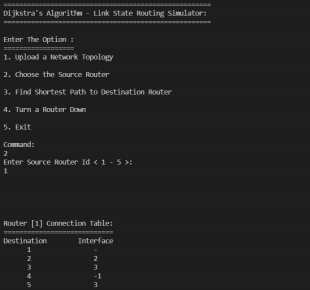 ====================================================
Dijkstra's Algorithm - Link State Routing Simulator:
====================================================
Enter The Option :
==================
1. Upload a Network Topology
2. Choose the Source Router
3. Find Shortest Path to Destination Router
4. Turn a Router Down
5. Exit
Command:
2
Enter Source Router Id < 1 - 5 >:
1
Router [1] Connection Table:
============================
Destination Interface
1 -
2 2
3 3
4 -1
5 3